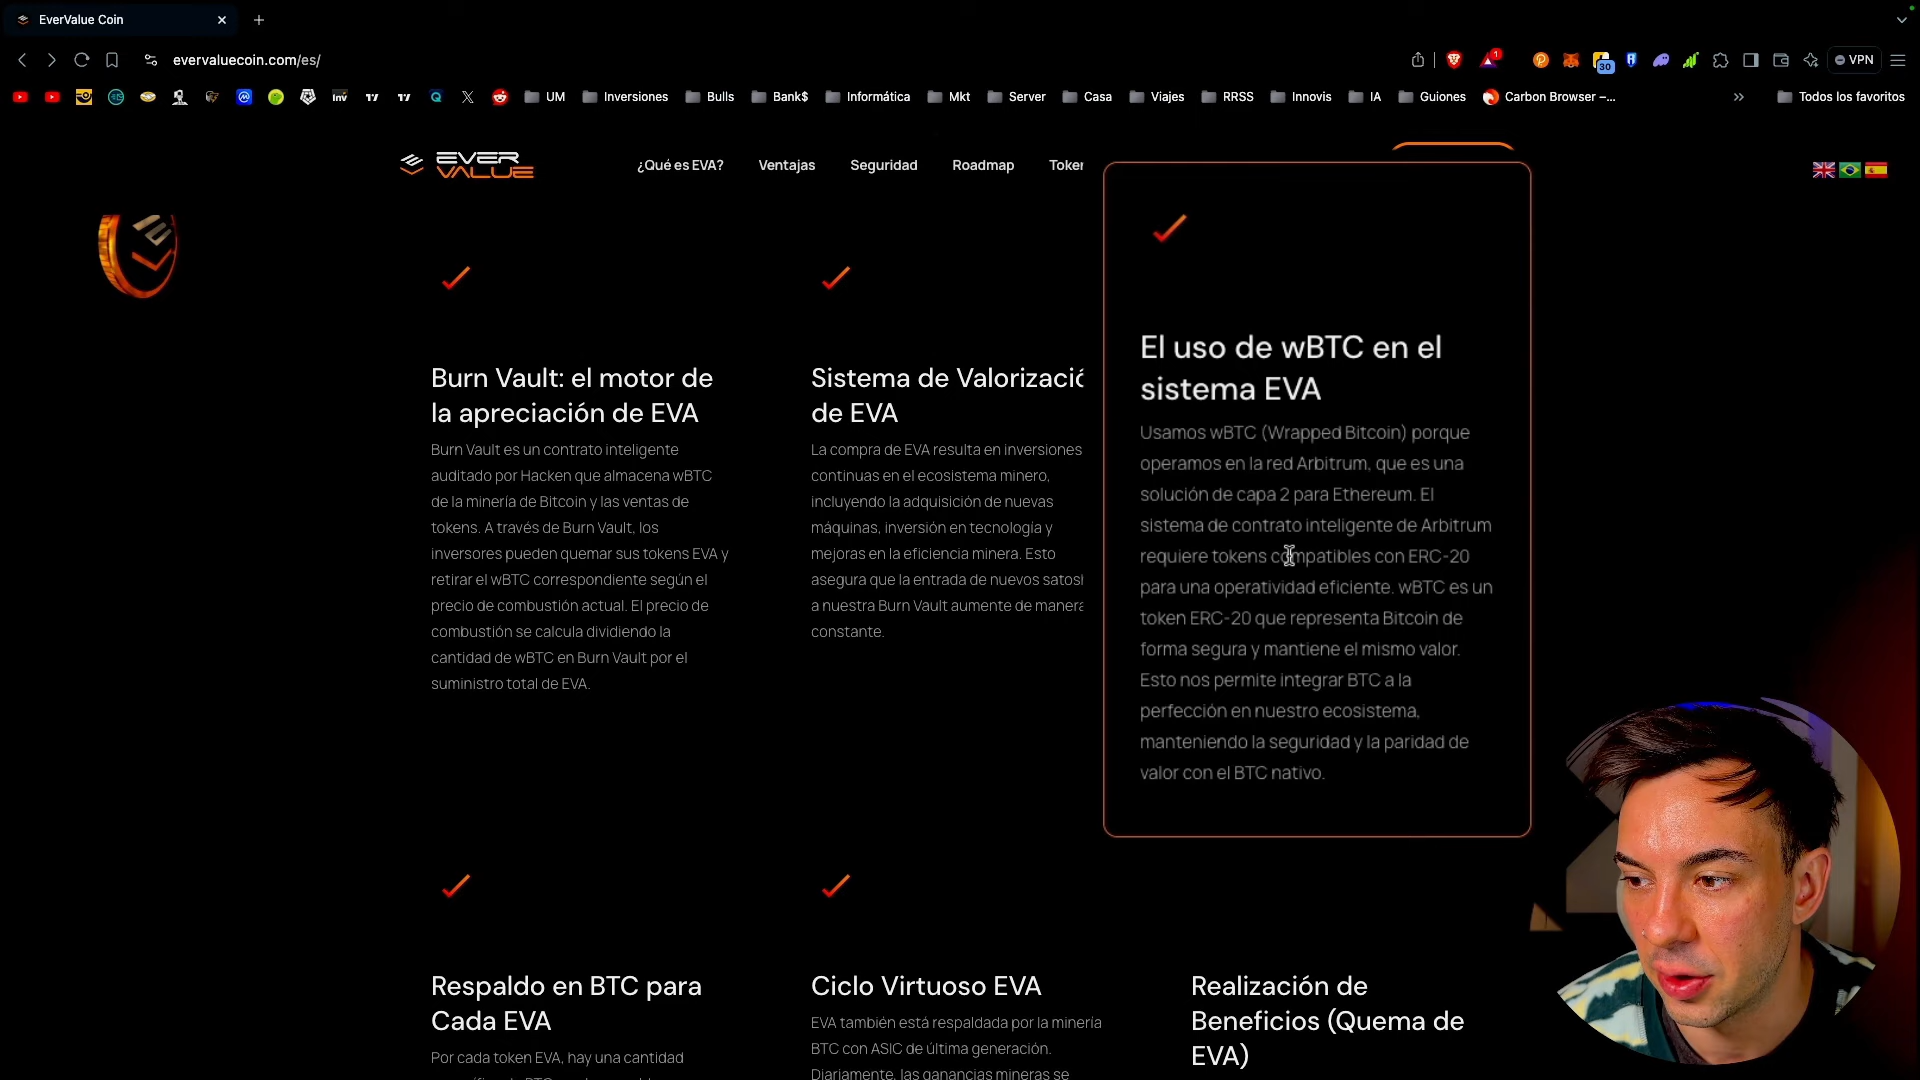 EverValue Coin
evervaluecoin.com/es/
1
30
VPN
inv
UM
Inversiones
Bulls
Bank$
Informática
Mkt
Server
Casa
Viajes
RRSS
Innovis
IA
Guiones
Carbon Browser –...
Todos los favoritos
EVER
VALUE
¿Qué es EVA?
Ventajas
Seguridad
Roadmap
Token
Burn Vault: el motor de
la apreciación de EVA
Burn Vault es un contrato inteligente
auditado por Hacken que almacena wBTC
de la minería de Bitcoin y las ventas de
tokens. A través de Burn Vault, los
inversores pueden quemar sus tokens EVA y
retirar el wBTC correspondiente según el
precio de combustión actual. El precio de
combustión se calcula dividiendo la
cantidad de wBTC en Burn Vault por el
suministro total de EVA.
Sistema de Valorizació
de EVA
La compra de EVA resulta en inversiones
continuas en el ecosistema minero,
incluyendo la adquisición de nuevas
máquinas, inversión en tecnología y
mejoras en la eficiencia minera. Esto
asegura que la entrada de nuevos satosh
a nuestra Burn Vault aumente de manera
constante.
El uso de wBTC en el
sistema EVA
Usamos wBTC (Wrapped Bitcoin) porque
operamos en la red Arbitrum, que es una
solución de capa 2 para Ethereum. El
sistema de contrato inteligente de Arbitrum
requiere tokens compatibles con ERC-20
para una operatividad eficiente. wBTC es un
token ERC-20 que representa Bitcoin de
forma segura y mantiene el mismo valor.
Esto nos permite integrar BTC a la
perfección en nuestro ecosistema,
manteniendo la seguridad y la paridad de
valor con el BTC nativo.
Respaldo en BTC para
Cada EVA
Por cada token EVA, hay una cantidad
Ciclo Virtuoso EVA
EVA también está respaldada por la minería
BTC con ASIC de última generación.
Diariamente, las ganancias mineras se
Realización de
Beneficios (Quema de
EVA)